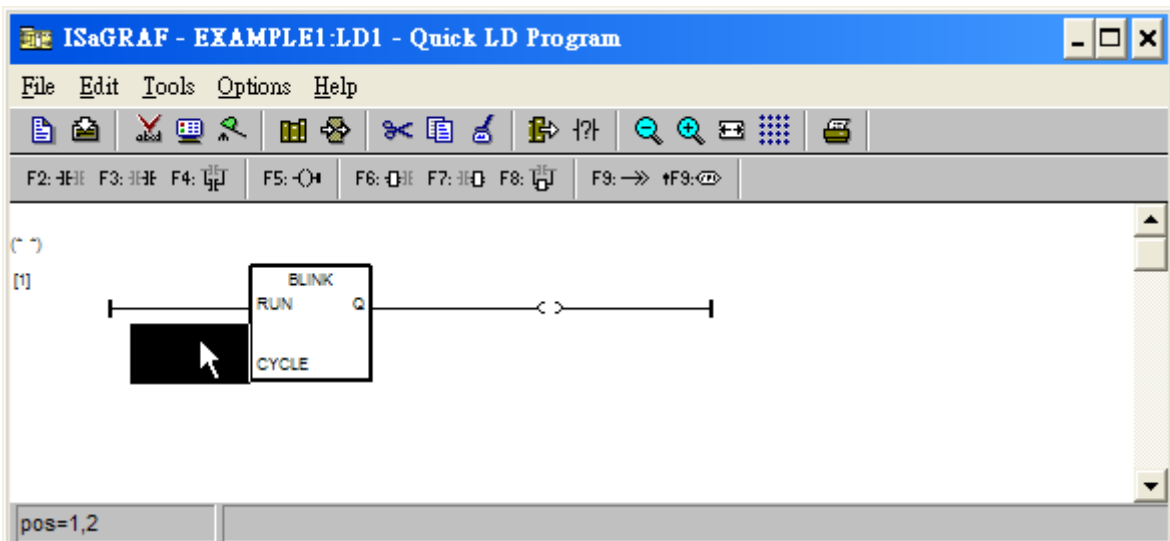 ISaGRAF - EXAMPLE1:LD1 - Quick LD Program
File Edit Tools Options Help
abcd
F2: F3: F4: F5: F6: F7: F8: F9: F9:
(* *)
[1]
BLINK
RUN Q
CYCLE
pos=1,2